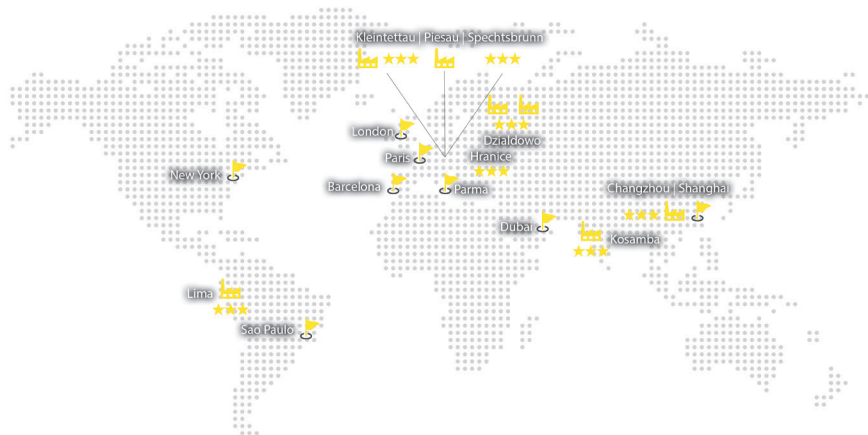 Kleintettau | Piesau | Spechtsbrunn
London
Dzialdowo
Paris
Hranice
New York
Barcelona
Parma
Changzhou | Shanghai
Dubai
Kosamba
Lima
Sao Paulo